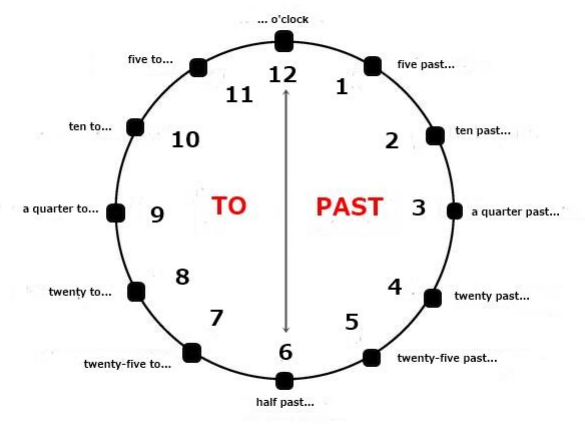 ... o'clock
five to...
five past...
12
11
1
ten to...
ten past...
10
2
a quarter to...
9
TO
PAST
3
a quarter past...
8
4
twenty to...
twenty past...
7
5
twenty-five to...
6
twenty-five past...
half past...